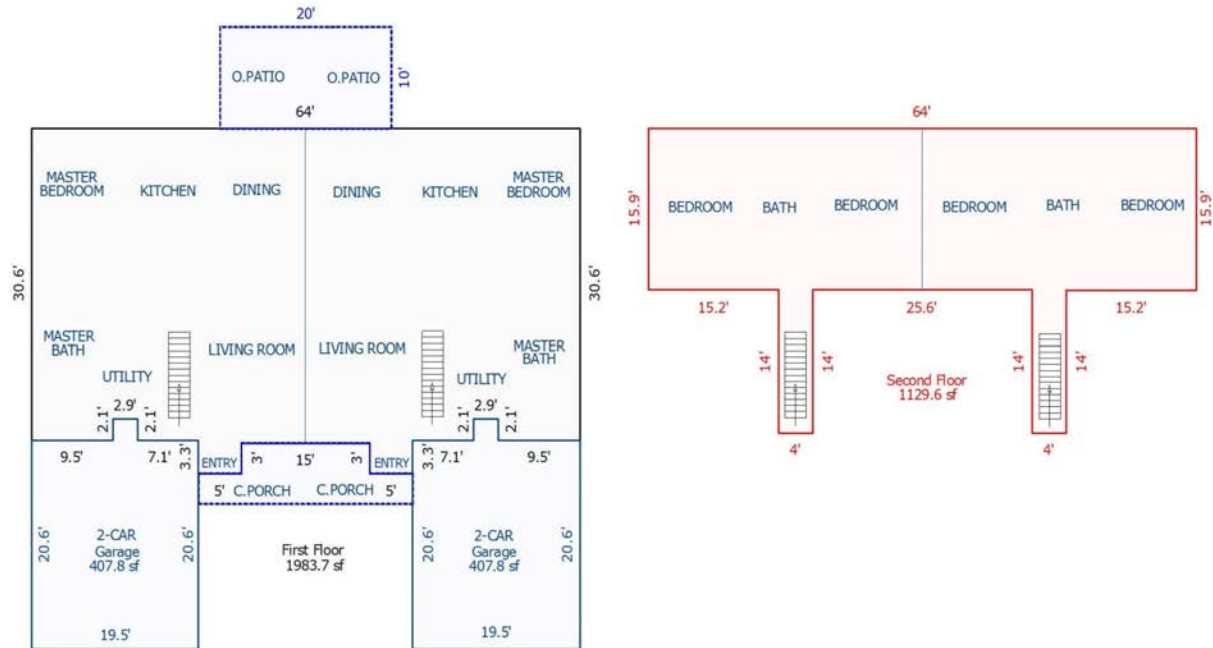 20'
O.PATIO O.PATIO
10'
64'
MASTER BEDROOM KITCHEN DINING DINING KITCHEN MASTER BEDROOM
30.6' 30.6'
MASTER BATH LIVING ROOM LIVING ROOM MASTER BATH
UTILITY UTILITY
2.1' 2.9' 2.1' 2.1' 2.9' 2.1'
9.5' 7.1' 3.3' ENTRY 3' 15' 3' ENTRY 3.3' 7.1' 9.5'
5' C.PORCH C.PORCH 5'
20.6' 20.6' 20.6' 20.6'
2-CAR
Garage
407.8 sf
First Floor
1983.7 sf
2-CAR
Garage
407.8 sf
19.5' 19.5'
64'
15.9' 15.9'
BEDROOM BATH BEDROOM BEDROOM BATH BEDROOM
15.2' 25.6' 15.2'
14' 14' 14' 14'
Second Floor
1129.6 sf
4' 4'